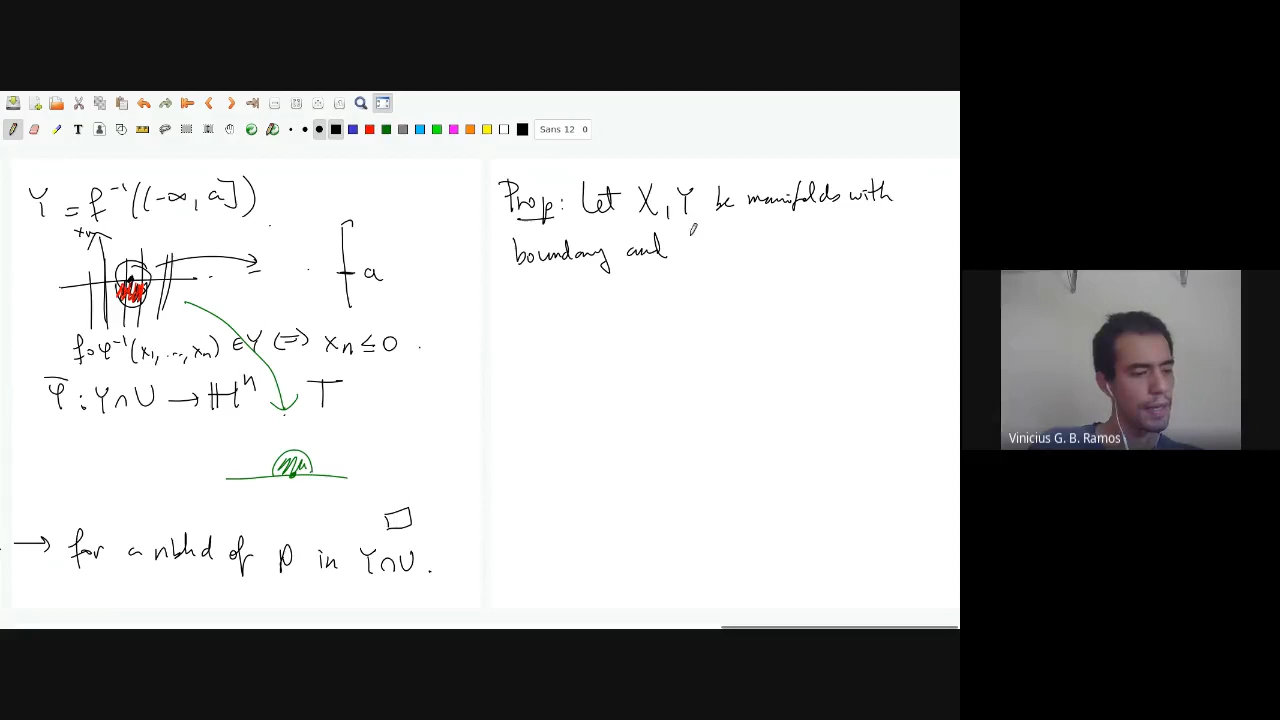 T
Sans 12 0
Y = f⁻¹((-∞, a])
xn
a
f∘φ⁻¹(x₁, ..., xₙ) ∈ Y ⟺ xₙ ≤ 0.
φ̄ : Y∩U → ℍⁿ T
→ for a nbhd of p in Y∩U.
Prop: Let X, Y be manifolds with
boundary and
Vinicius G. B. Ramos